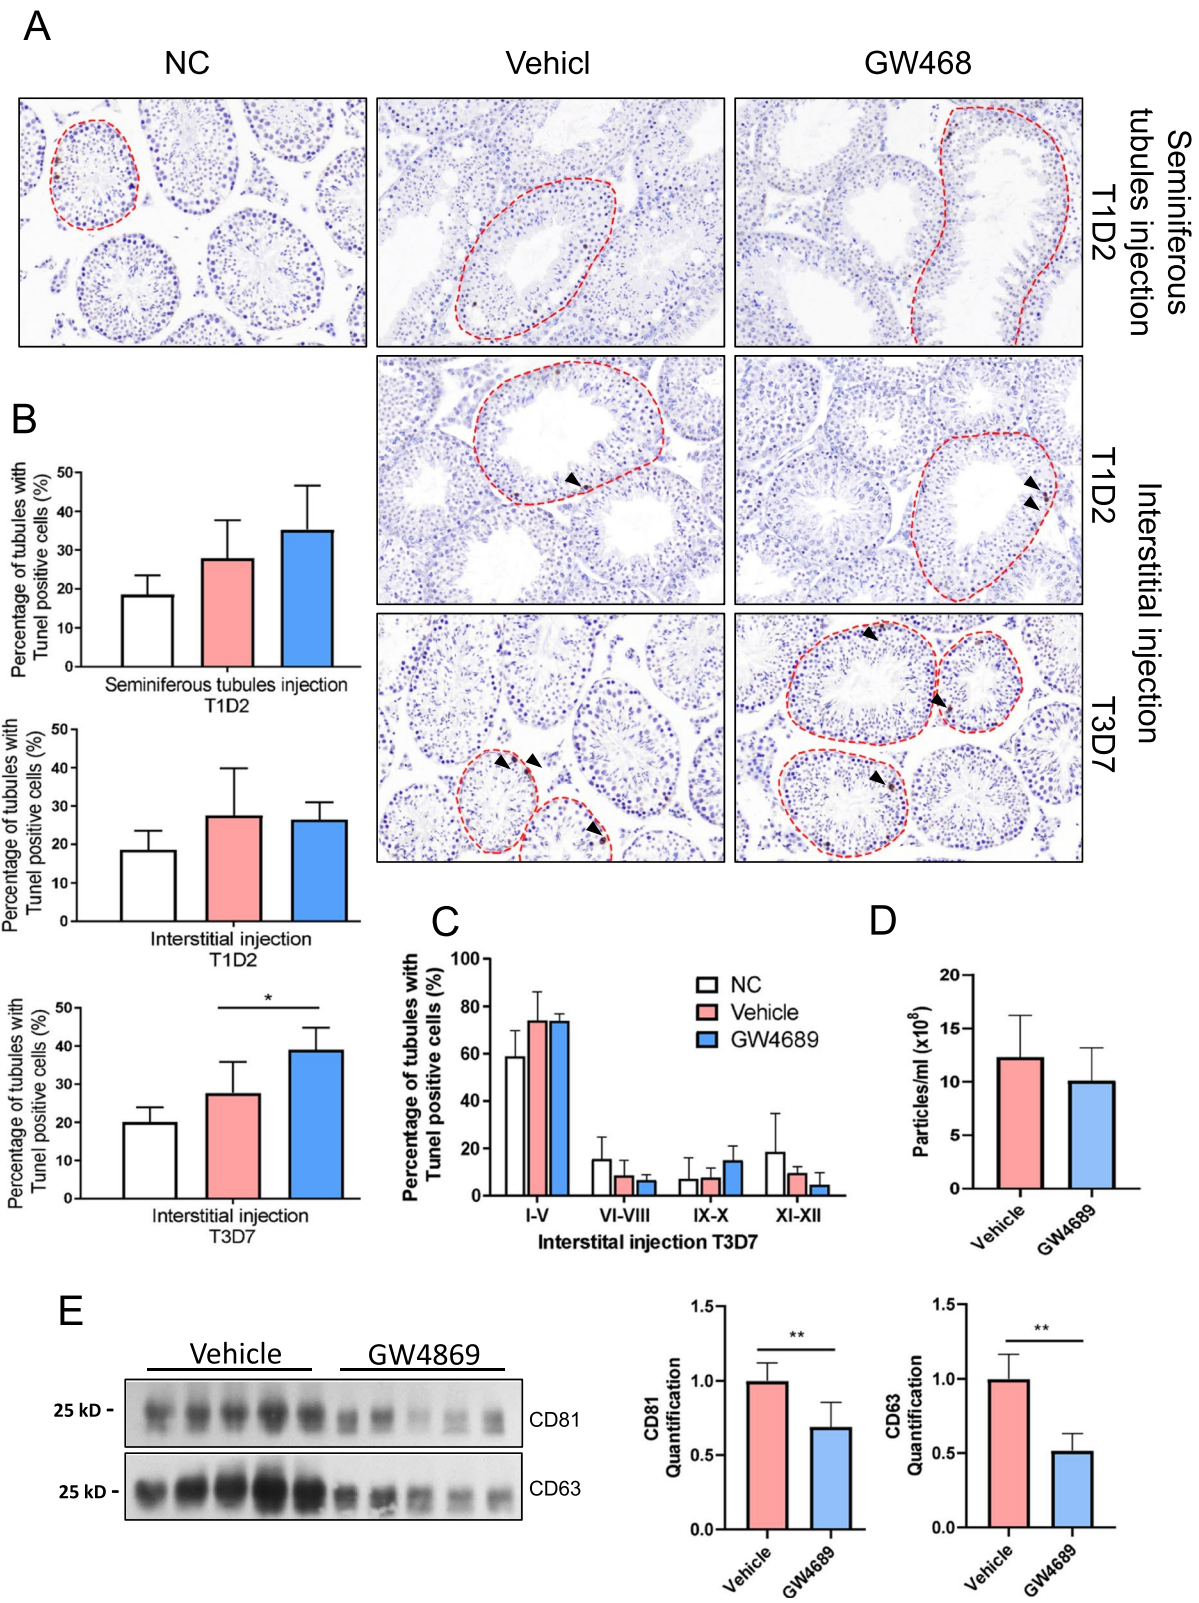 A
NC
Vehicl
GW468
Seminiferous
tubules injection
T1D2
Interstitial injection
T1D2
T3D7
B
Percentage of tubules with
Tunel positive cells (%)
50
40
30
20
10
0
Seminiferous tubules injection
T1D2
Percentage of tubules with
Tunel positive cells (%)
50
40
30
20
10
0
Interstitial injection
T1D2
Percentage of tubules with
Tunel positive cells (%)
50
40
30
20
10
0
*
Interstitial injection
T3D7
C
Percentage of tubules with
Tunel positive cells (%)
100
80
60
40
20
0
NC
Vehicle
GW4689
I-V VI-VIII IX-X XI-XII
Interstital injection T3D7
D
Particles/ml (x10⁸)
20
15
10
5
0
Vehicle
GW4689
E
Vehicle GW4869
25 kD - CD81
25 kD - CD63
CD81
Quantification
1.5
1.0
0.5
0.0
**
Vehicle
GW4689
CD63
Quantification
1.5
1.0
0.5
0.0
**
Vehicle
GW4689